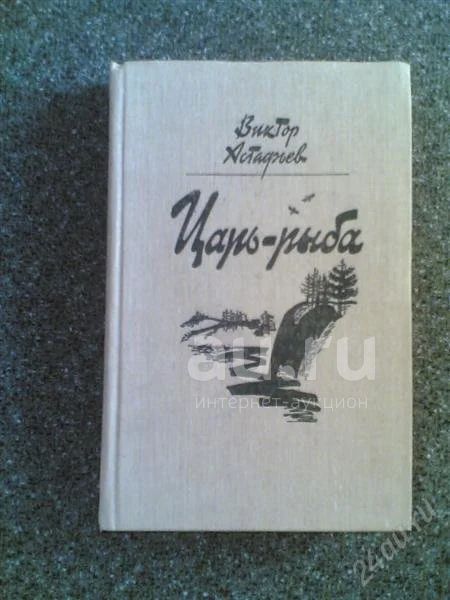 Виктор
Астафьев
Царь-рыба
au.ru
интернет-аукцион
24au.ru